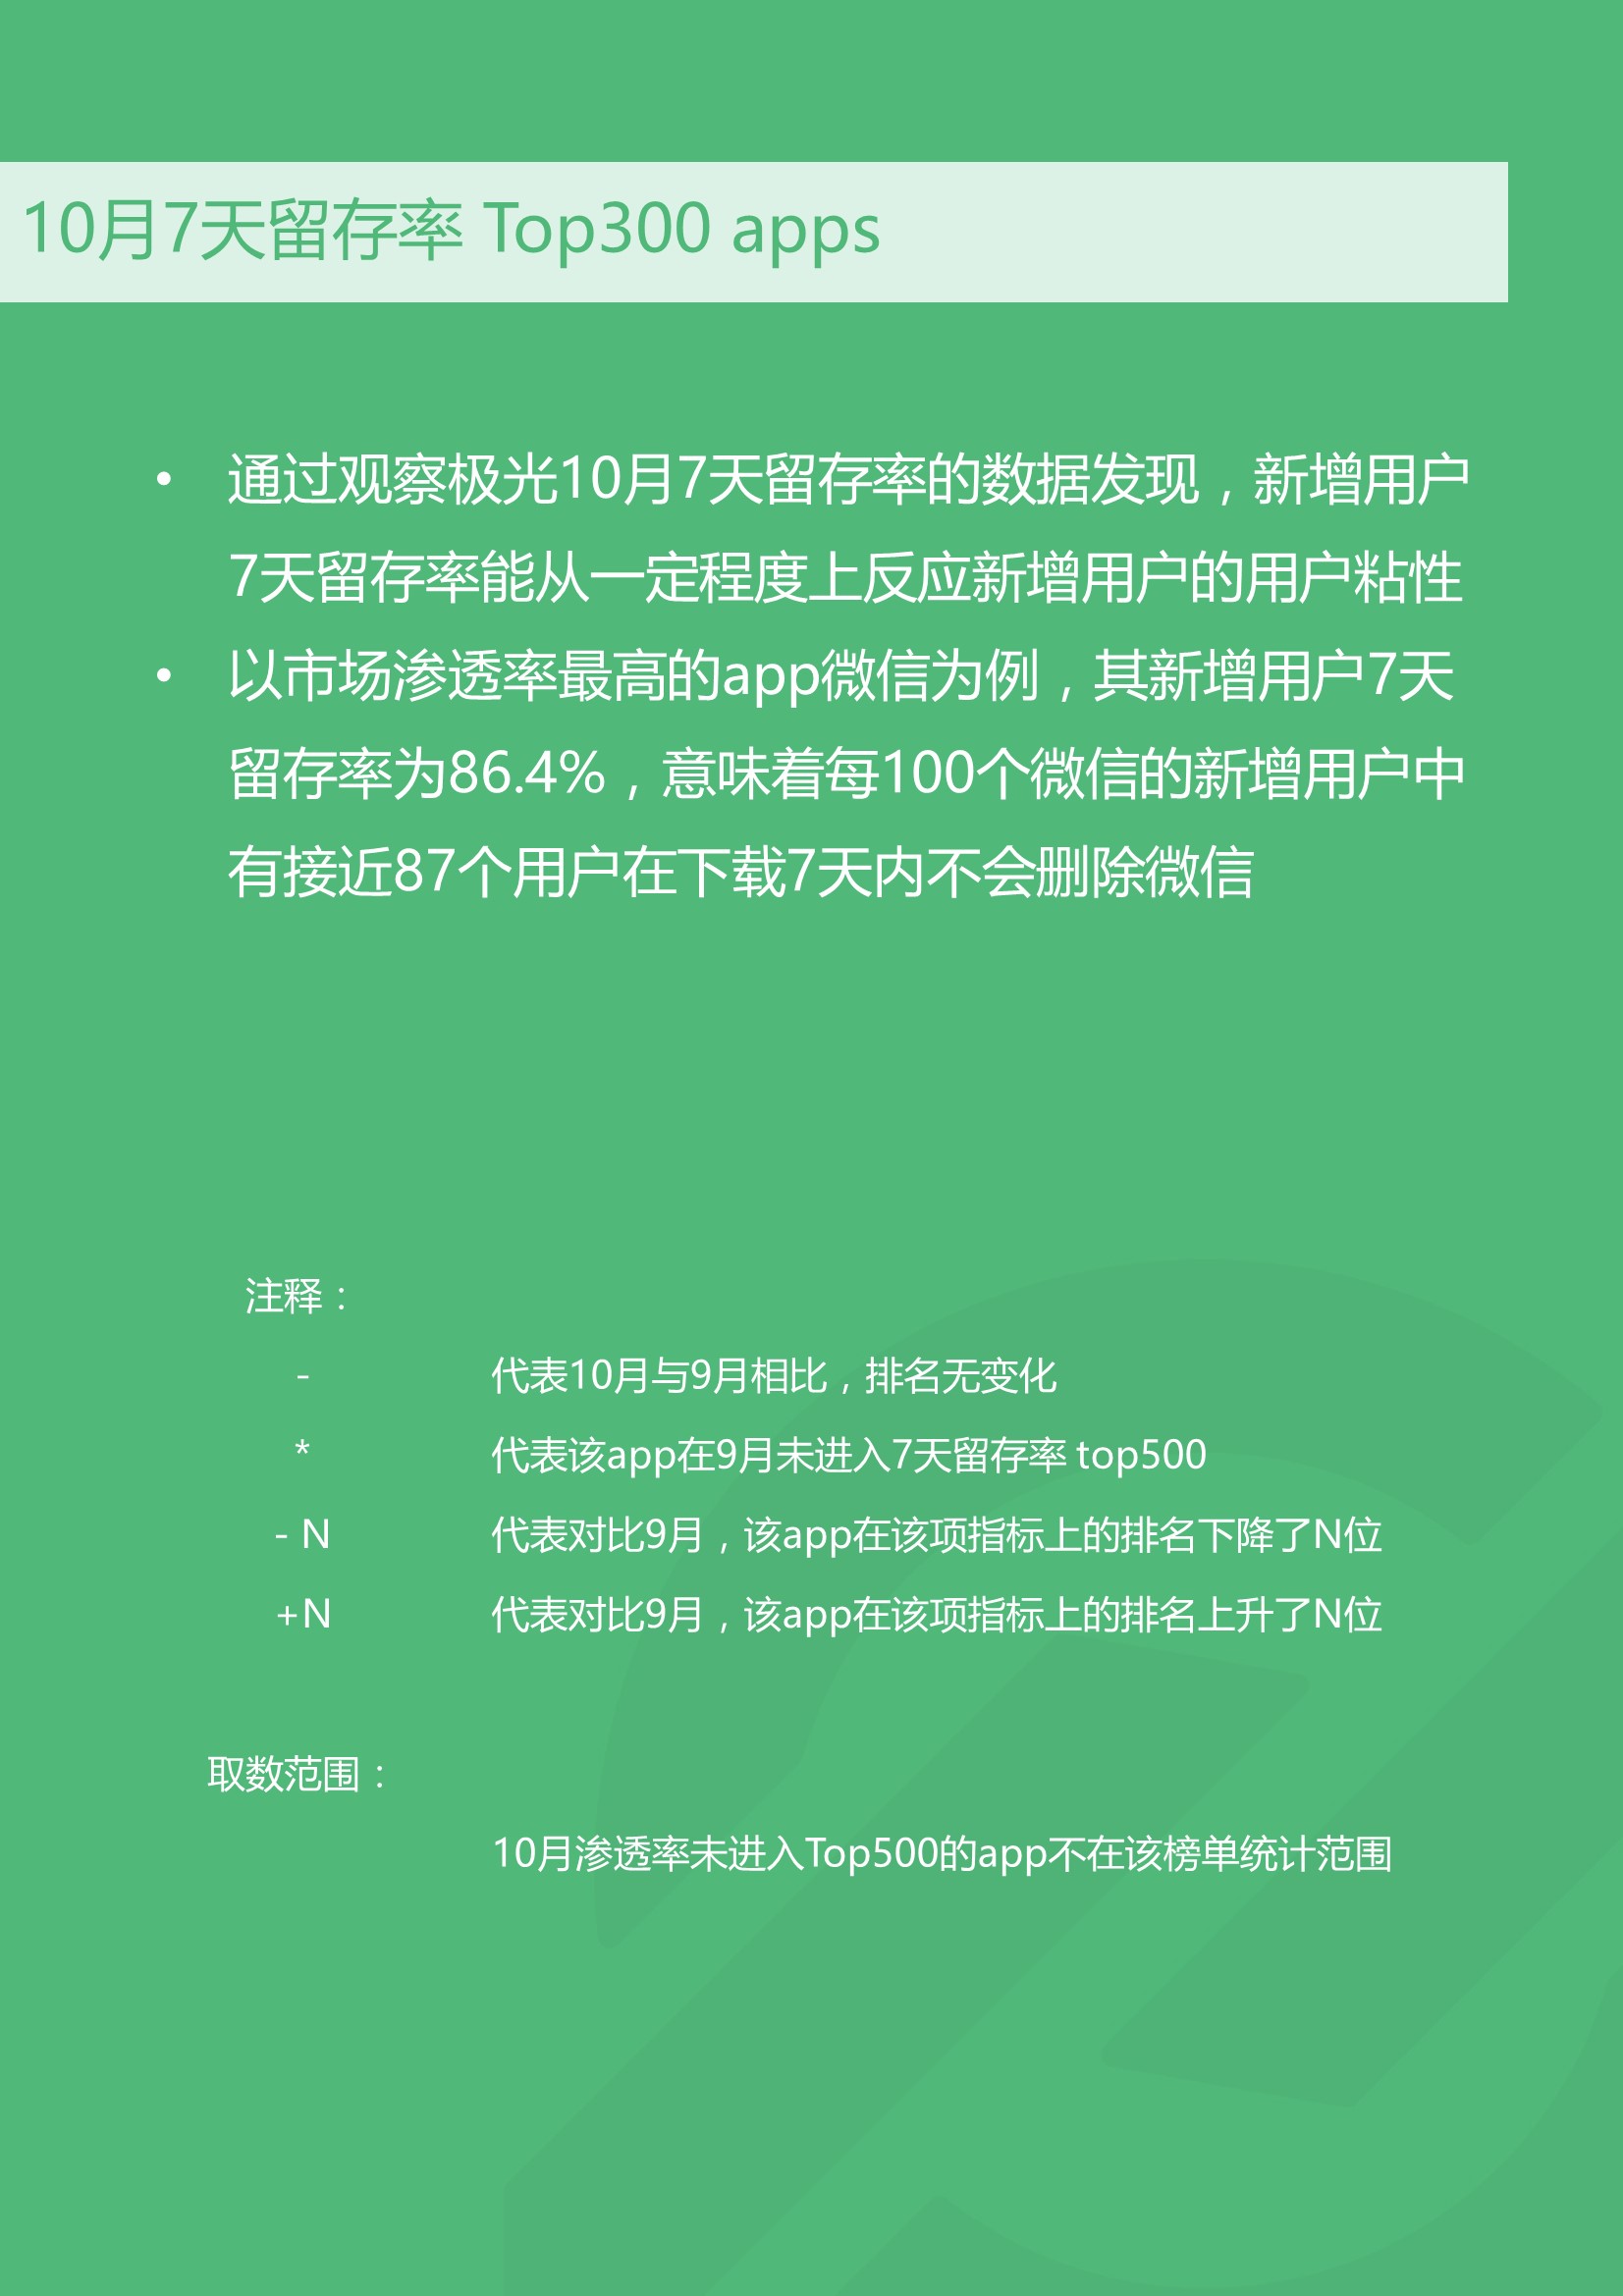 10月7天留存率 Top300 apps
• 通过观察极光10月7天留存率的数据发现，新增用户
7天留存率能从一定程度上反应新增用户的用户粘性
• 以市场渗透率最高的app微信为例，其新增用户7天
留存率为86.4%，意味着每100个微信的新增用户中
有接近87个用户在下载7天内不会删除微信
注释：
- 代表10月与9月相比，排名无变化
* 代表该app在9月未进入7天留存率 top500
- N 代表对比9月，该app在该项指标上的排名下降了N位
+N 代表对比9月，该app在该项指标上的排名上升了N位
取数范围：
10月渗透率未进入Top500的app不在该榜单统计范围